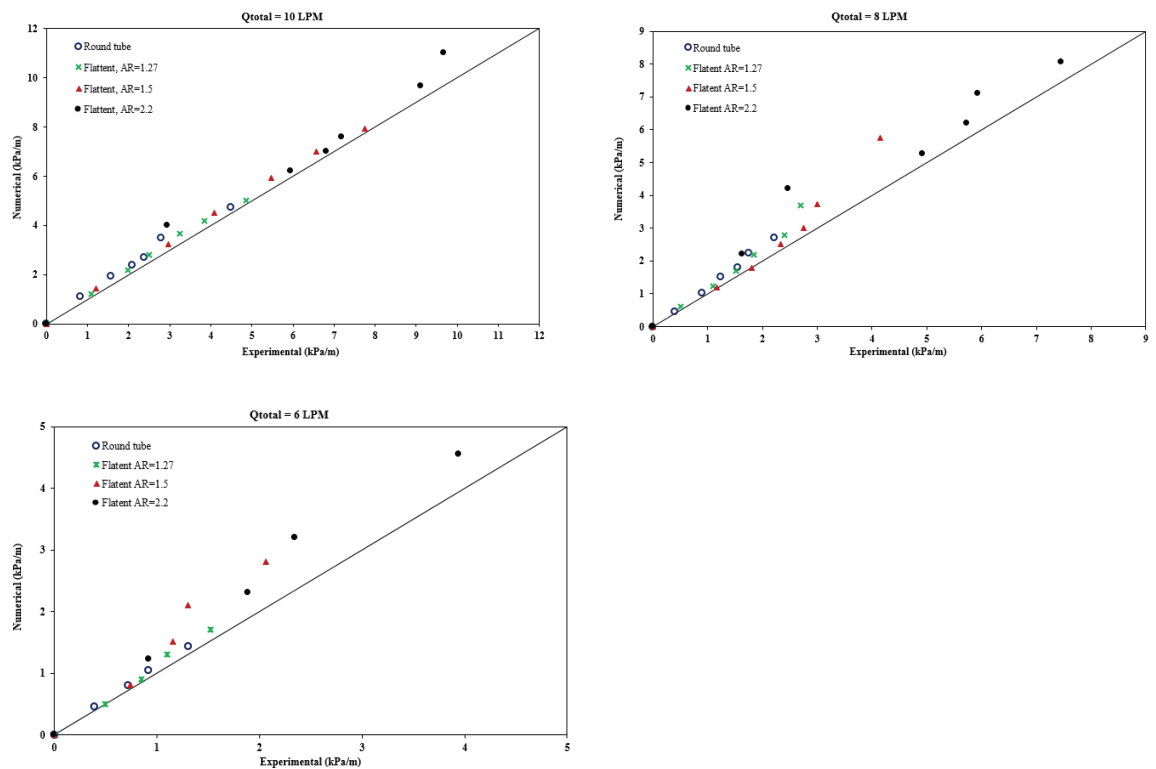 Qtotal = 10 LPM
12
10
8
6
4
2
0
Numerical (kPa/m)
Round tube
Flattent, AR=1.27
Flattent, AR=1.5
Flattent, AR=2.2
0 1 2 3 4 5 6 7 8 9 10 11 12
Experimental (kPa/m)
Qtotal = 8 LPM
9
8
7
6
5
4
3
2
1
0
Numerical (kPa/m)
Round tube
Flatent AR=1.27
Flatent AR=1.5
Flatent AR=2.2
0 1 2 3 4 5 6 7 8 9
Experimental (kPa/m)
Qtotal = 6 LPM
5
4
3
2
1
0
Numerical (kPa/m)
Round tube
Flatent AR=1.27
Flatent AR=1.5
Flatent AR=2.2
0 1 2 3 4 5
Experimental (kPa/m)